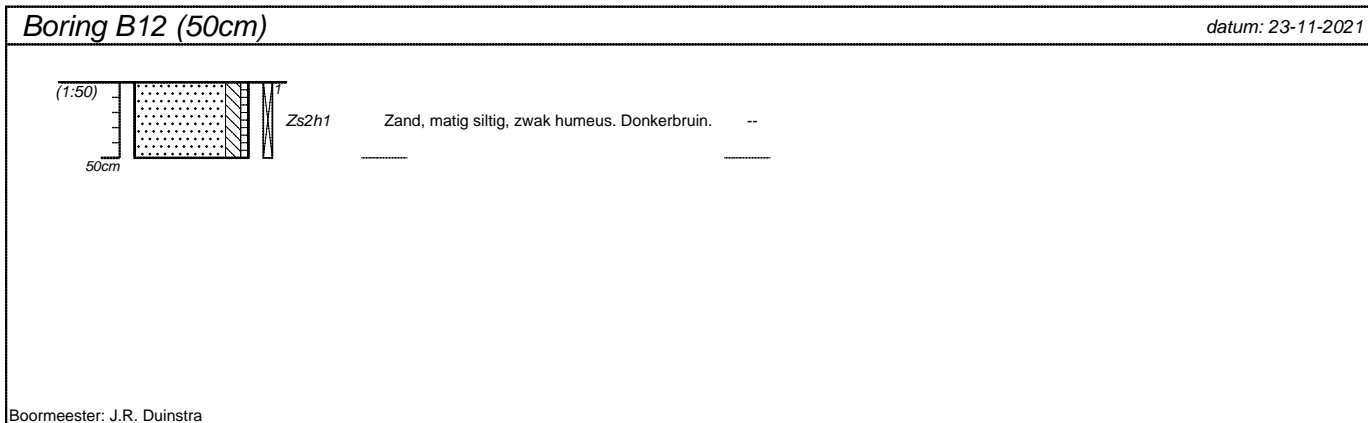 Boring B12 (50cm)
datum: 23-11-2021
(1:50)
1
Zs2h1
Zand, matig siltig, zwak humeus. Donkerbruin.
--
50cm
Boormeester: J.R. Duinstra